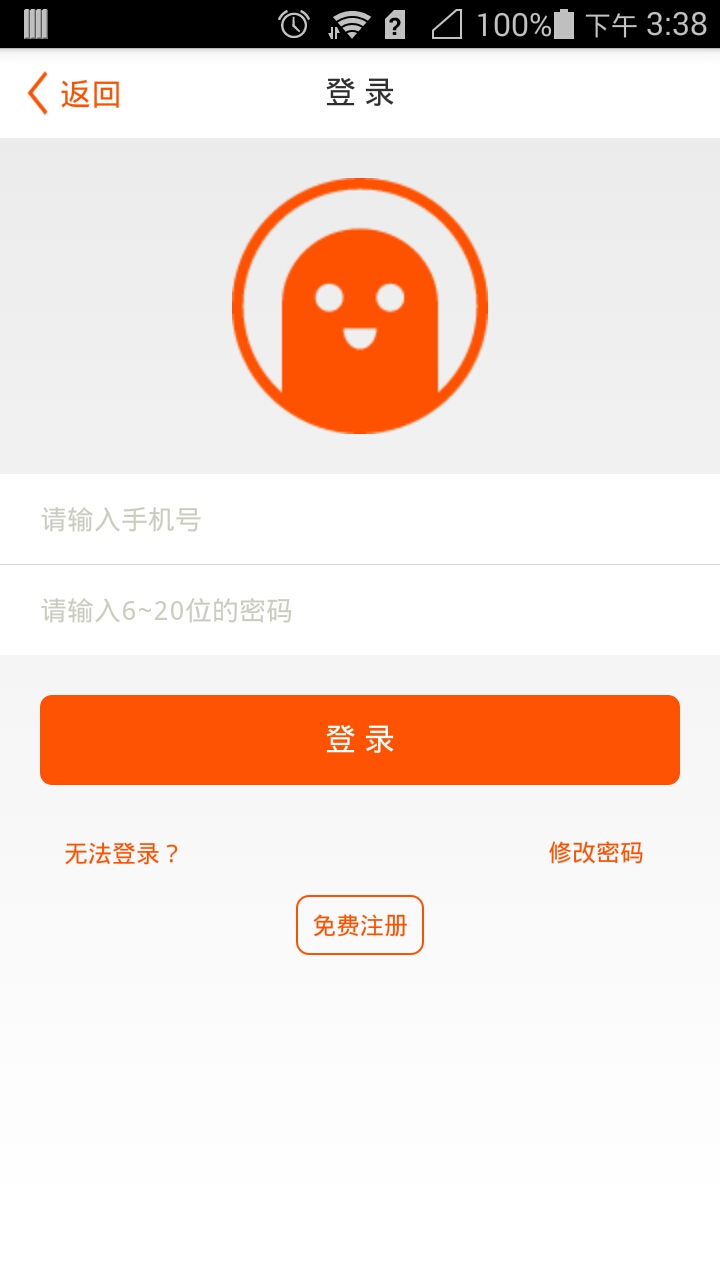 100% 下午 3:38
返回 登 录
请输入手机号
请输入6~20位的密码
登 录
无法登录？ 修改密码
免费注册